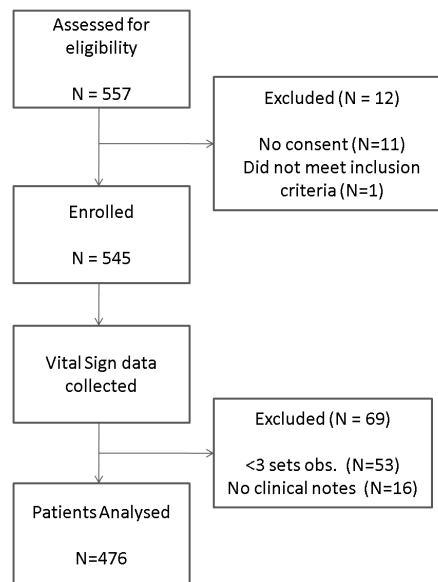 Assessed for
eligibility
N = 557
Excluded (N = 12)
No consent (N=11)
Did not meet inclusion
criteria (N=1)
Enrolled
N = 545
Vital Sign data
collected
Excluded (N = 69)
<3 sets obs.  (N=53)
No clinical notes  (N=16)
Patients Analysed
N=476